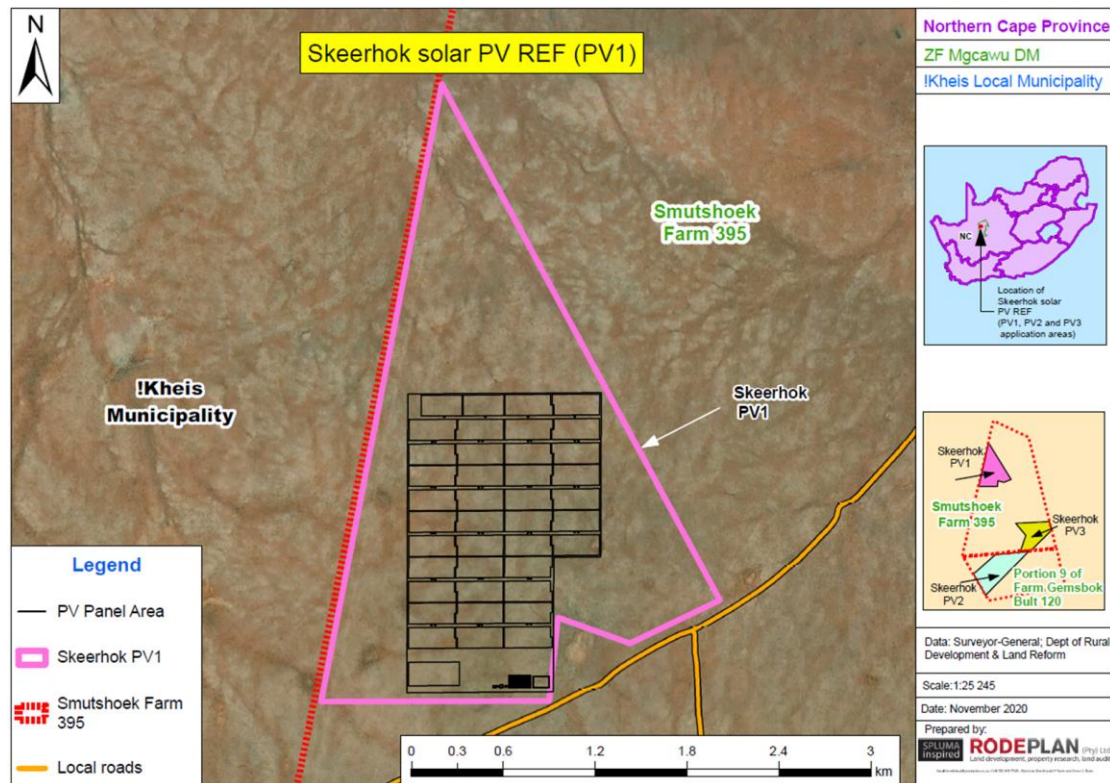 N
Skeerhok solar PV REF (PV1)
Smutshoek
Farm 395
!Kheis
Municipality
Skeerhok
PV1
Legend
PV Panel Area
Skeerhok PV1
Smutshoek Farm
395
Local roads
0 0.3 0.6 1.2 1.8 2.4 3
km
Northern Cape Province
ZF Mgcawu DM
!Kheis Local Municipality
NC
Location of
Skeerhok solar
PV REF
(PV1, PV2 and PV3
application areas)
Skeerhok
PV1
Smutshoek
Farm 395
Skeerhok
PV3
Skeerhok
PV2
Portion 9 of
Farm Gemsbok
Bult 120
Data: Surveyor-General; Dept of Rural
Development & Land Reform
Scale:1:25 245
Date: November 2020
Prepared by:
SPLUMA
inspired
RODEPLAN (Pty) Ltd
Land development, property research, land audit